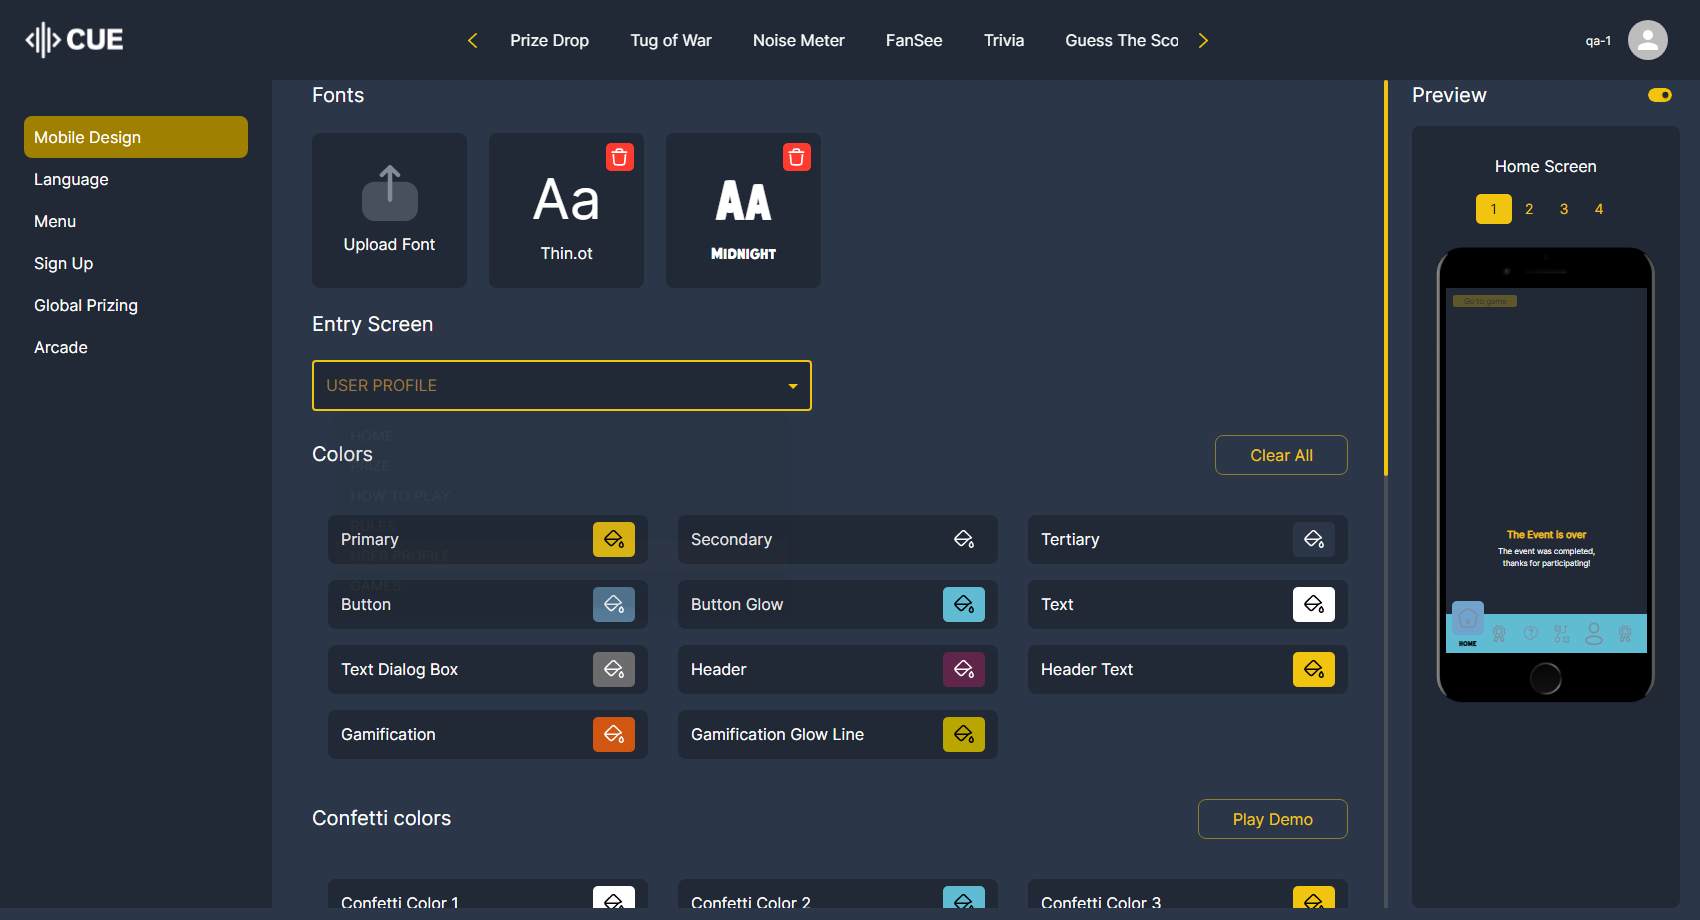 CUE
Prize Drop
Tug of War
Noise Meter
FanSee
Trivia
Guess The Sco
qa-1
Mobile Design
Language
Menu
Sign Up
Global Prizing
Arcade
Fonts
Upload Font
Aa
Thin.ot
AA
MIDNIGHT
Entry Screen
USER PROFILE
HOME
PRIZE
HOW TO PLAY
RULES
USER PROFILE
GAMES
Colors
Clear All
Primary
Secondary
Tertiary
Button
Button Glow
Text
Text Dialog Box
Header
Header Text
Gamification
Gamification Glow Line
Confetti colors
Play Demo
Confetti Color 1
Confetti Color 2
Confetti Color 3
Preview
Home Screen
1
2
3
4
Go to game
The Event is over
The event was completed,
thanks for participating!
HOME